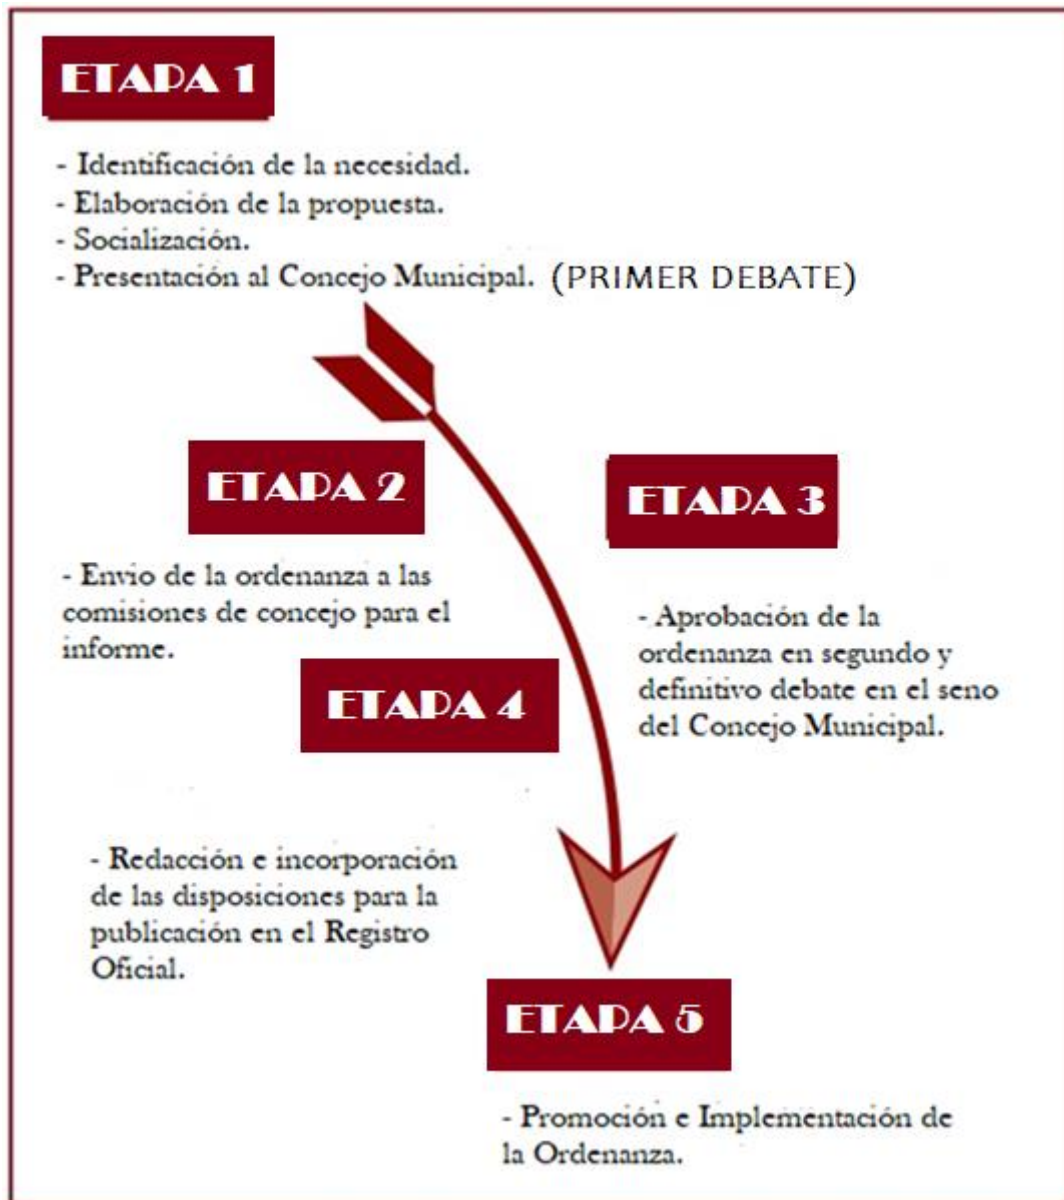 ETAPA 1
- Identificación de la necesidad.
- Elaboración de la propuesta.
- Socialización.
- Presentación al Concejo Municipal. (PRIMER DEBATE)
ETAPA 2
- Envio de la ordenanza a las
comisiones de concejo para el
informe.
ETAPA 3
- Aprobación de la
ordenanza en segundo y
definitivo debate en el seno
del Concejo Municipal.
ETAPA 4
- Redacción e incorporación
de las disposiciones para la
publicación en el Registro
Oficial.
ETAPA 5
- Promoción e Implementación de
la Ordenanza.